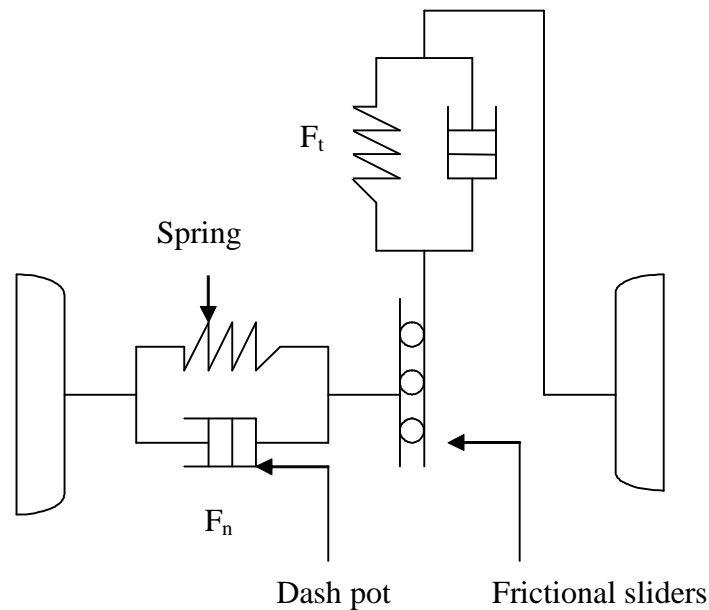 Fₜ
Spring
Fₙ
Dash pot
Frictional sliders